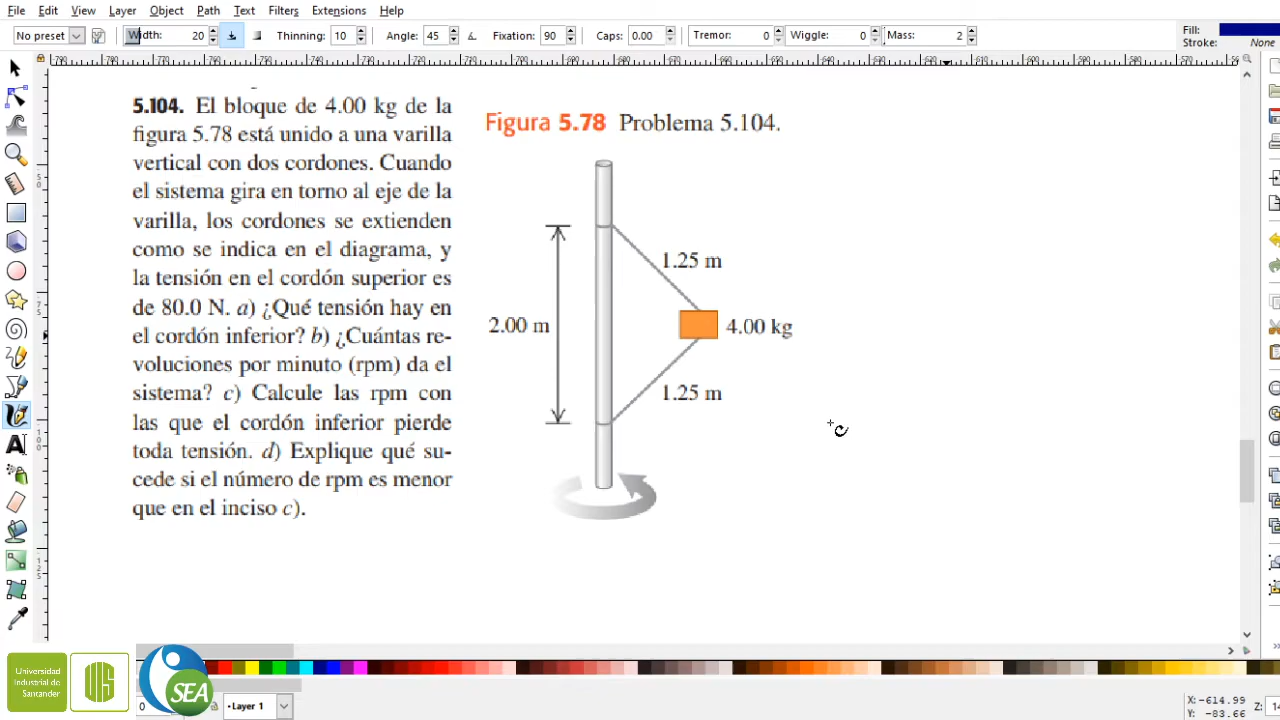 File Edit View Layer Object Path Text Filters Extensions Help
No preset Width: 20 Thinning: 10 Angle: 45 Fixation: 90 Caps: 0.00 Tremor: 0 Wiggle: 0 Mass: 2 Fill:
Stroke: None
5.104. El bloque de 4.00 kg de la
figura 5.78 está unido a una varilla
vertical con dos cordones. Cuando
el sistema gira en torno al eje de la
varilla, los cordones se extienden
como se indica en el diagrama, y
la tensión en el cordón superior es
de 80.0 N. a) ¿Qué tensión hay en
el cordón inferior? b) ¿Cuántas re-
voluciones por minuto (rpm) da el
sistema? c) Calcule las rpm con
las que el cordón inferior pierde
toda tensión. d) Explique qué su-
cede si el número de rpm es menor
que en el inciso c).
Figura 5.78 Problema 5.104.
1.25 m
2.00 m
4.00 kg
1.25 m
Universidad
Industrial de
Santander
SEA
0
Layer 1
X: -614.99
Y: -83.66
Z: 14